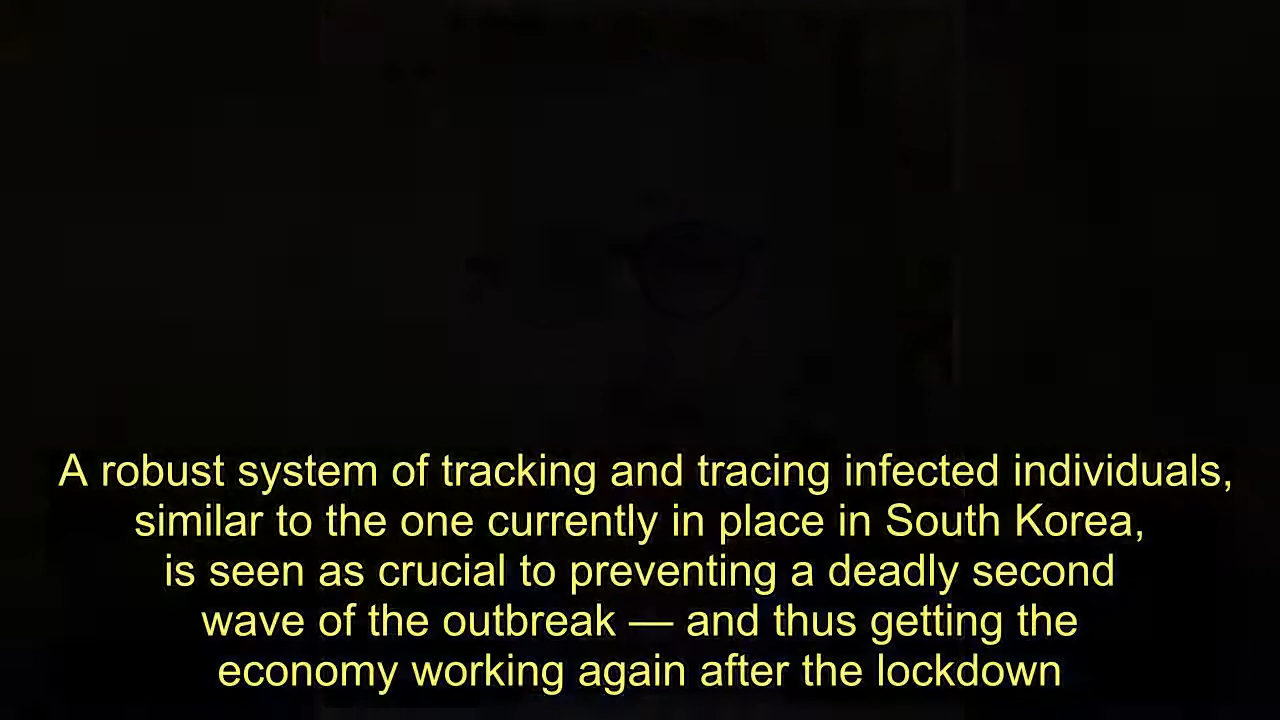 A robust system of tracking and tracing infected individuals,
similar to the one currently in place in South Korea,
is seen as crucial to preventing a deadly second
wave of the outbreak — and thus getting the
economy working again after the lockdown